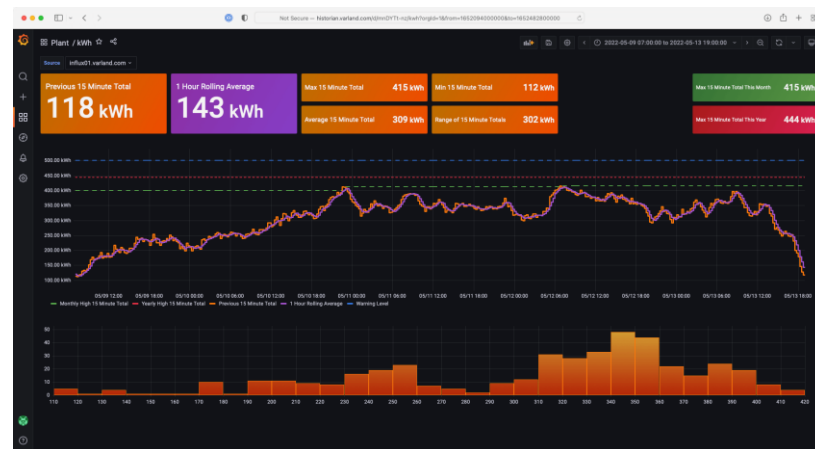 Not Secure — historian.varland.com/d/nnDYTt-nz/kwh?orgId=1&from=1652094000000&to=1652482800000
Plant / kWh
2022-05-09 07:00:00 to 2022-05-13 19:00:00
Source influx01.varland.com
Previous 15 Minute Total
118 kWh
1 Hour Rolling Average
143 kWh
Max 15 Minute Total 415 kWh
Min 15 Minute Total 112 kWh
Max 15 Minute Total This Month 415 kWh
Average 15 Minute Total 309 kWh
Range of 15 Minute Totals 302 kWh
Max 15 Minute Total This Year 444 kWh
500.00 kWh
450.00 kWh
400.00 kWh
350.00 kWh
300.00 kWh
250.00 kWh
200.00 kWh
150.00 kWh
100.00 kWh
05/09 12:00 05/09 18:00 05/10 00:00 05/10 06:00 05/10 12:00 05/10 18:00 05/11 00:00 05/11 06:00 05/11 12:00 05/11 18:00 05/12 00:00 05/12 06:00 05/12 12:00 05/12 18:00 05/13 00:00 05/13 06:00 05/13 12:00 05/13 18:00
Monthly High 15 Minute Total Yearly High 15 Minute Total Previous 15 Minute Total 1 Hour Rolling Average Warning Level
50
40
30
20
10
0
110 120 130 140 150 160 170 180 190 200 210 220 230 240 250 260 270 280 290 300 310 320 330 340 350 360 370 380 390 400 410 420